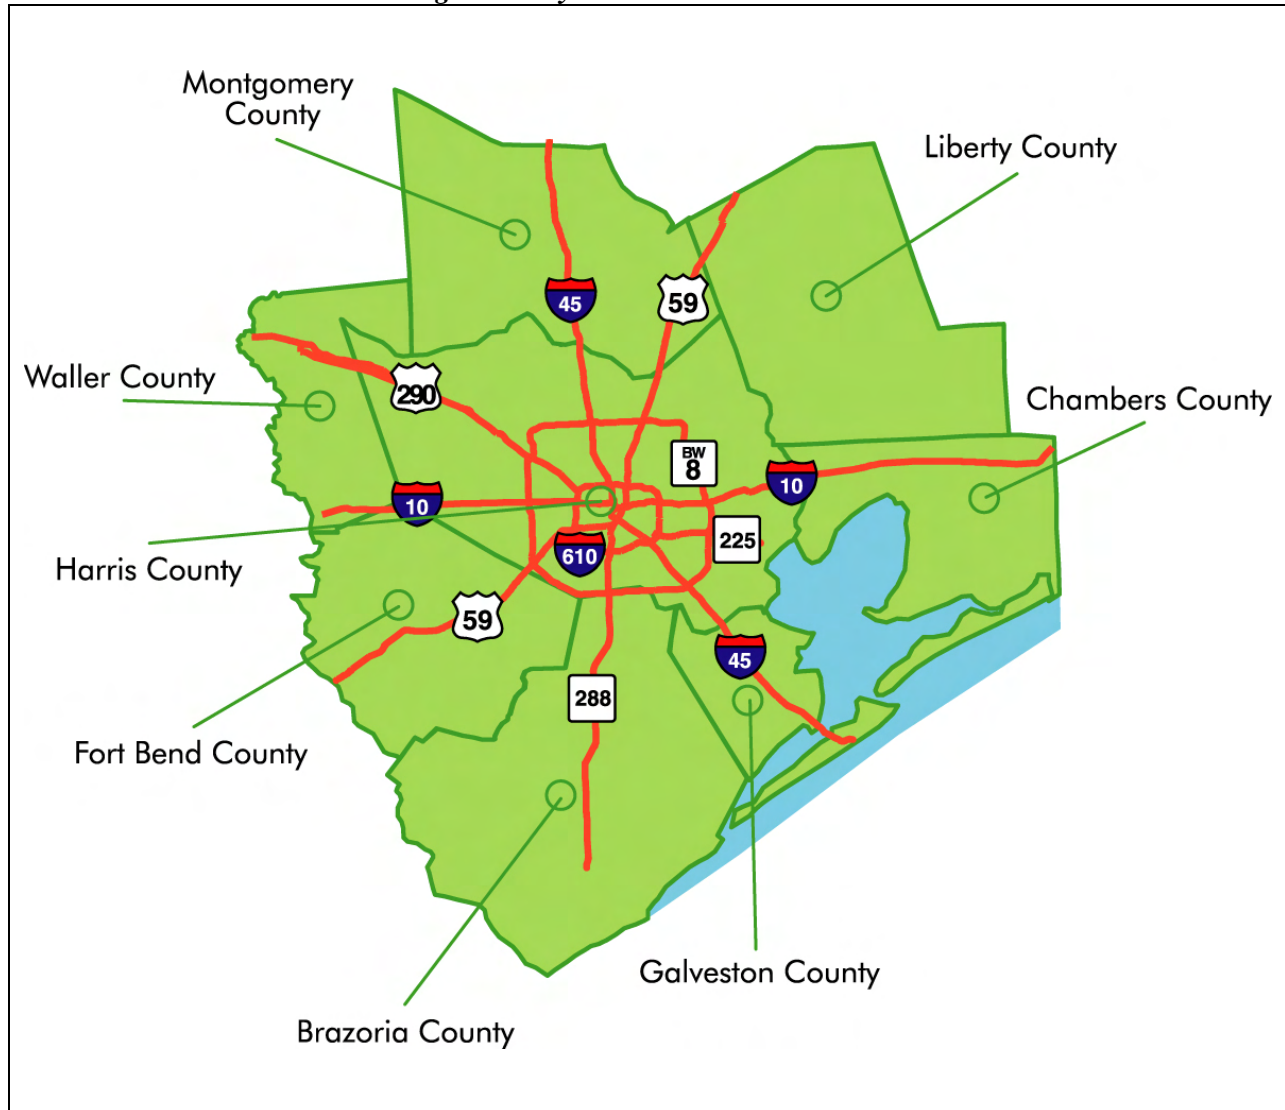 Montgomery
County
Liberty County
45
59
Waller County
290
Chambers County
BW
8
10
10
225
Harris County
610
59
45
288
Fort Bend County
Galveston County
Brazoria County